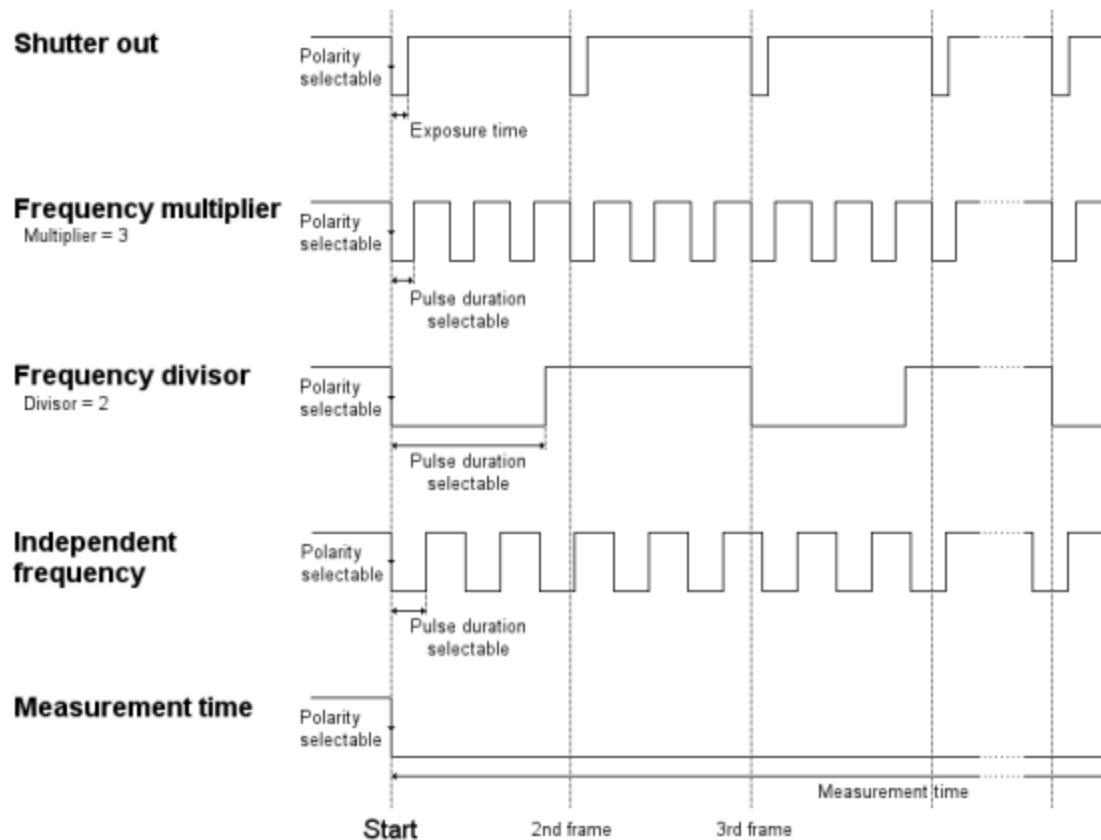 Shutter out
Polarity
selectable
Exposure time
Frequency multiplier
Multiplier = 3
Polarity
selectable
Pulse duration
selectable
Frequency divisor
Divisor = 2
Polarity
selectable
Pulse duration
selectable
Independent
frequency
Polarity
selectable
Pulse duration
selectable
Measurement time
Polarity
selectable
Measurement time
Start
2nd frame
3rd frame